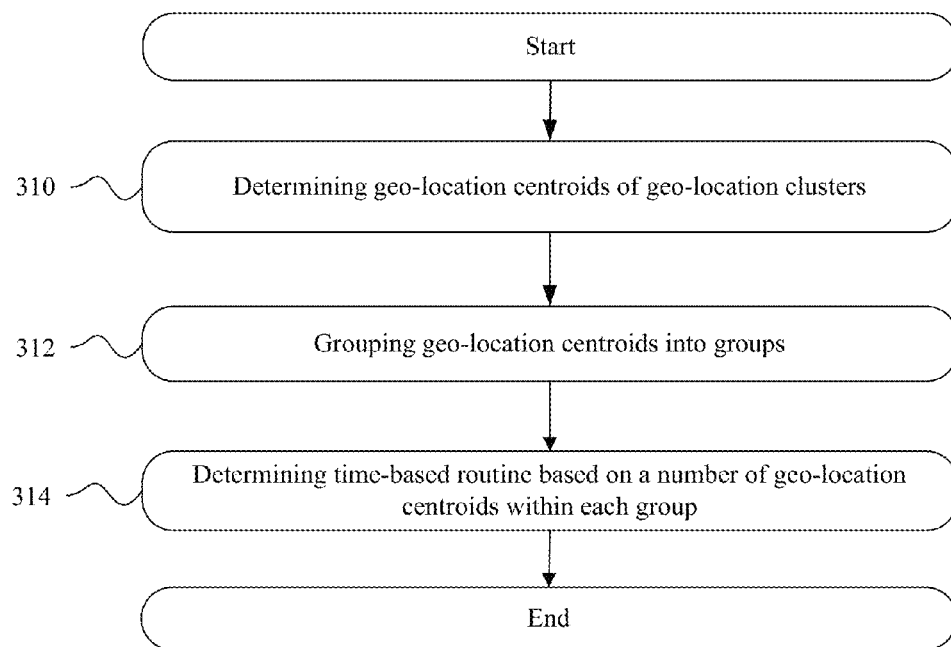 Start
310
Determining geo-location centroids of geo-location clusters
312
Grouping geo-location centroids into groups
314
Determining time-based routine based on a number of geo-location
centroids within each group
End